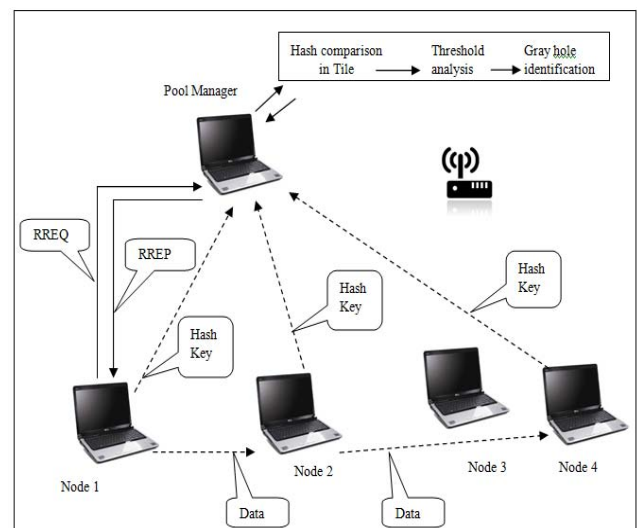 Hash comparison in Tile
Threshold analysis
Gray hole identification
Pool Manager
RREQ
RREP
Hash Key
Hash Key
Hash Key
Node 1
Node 2
Node 3
Node 4
Data
Data